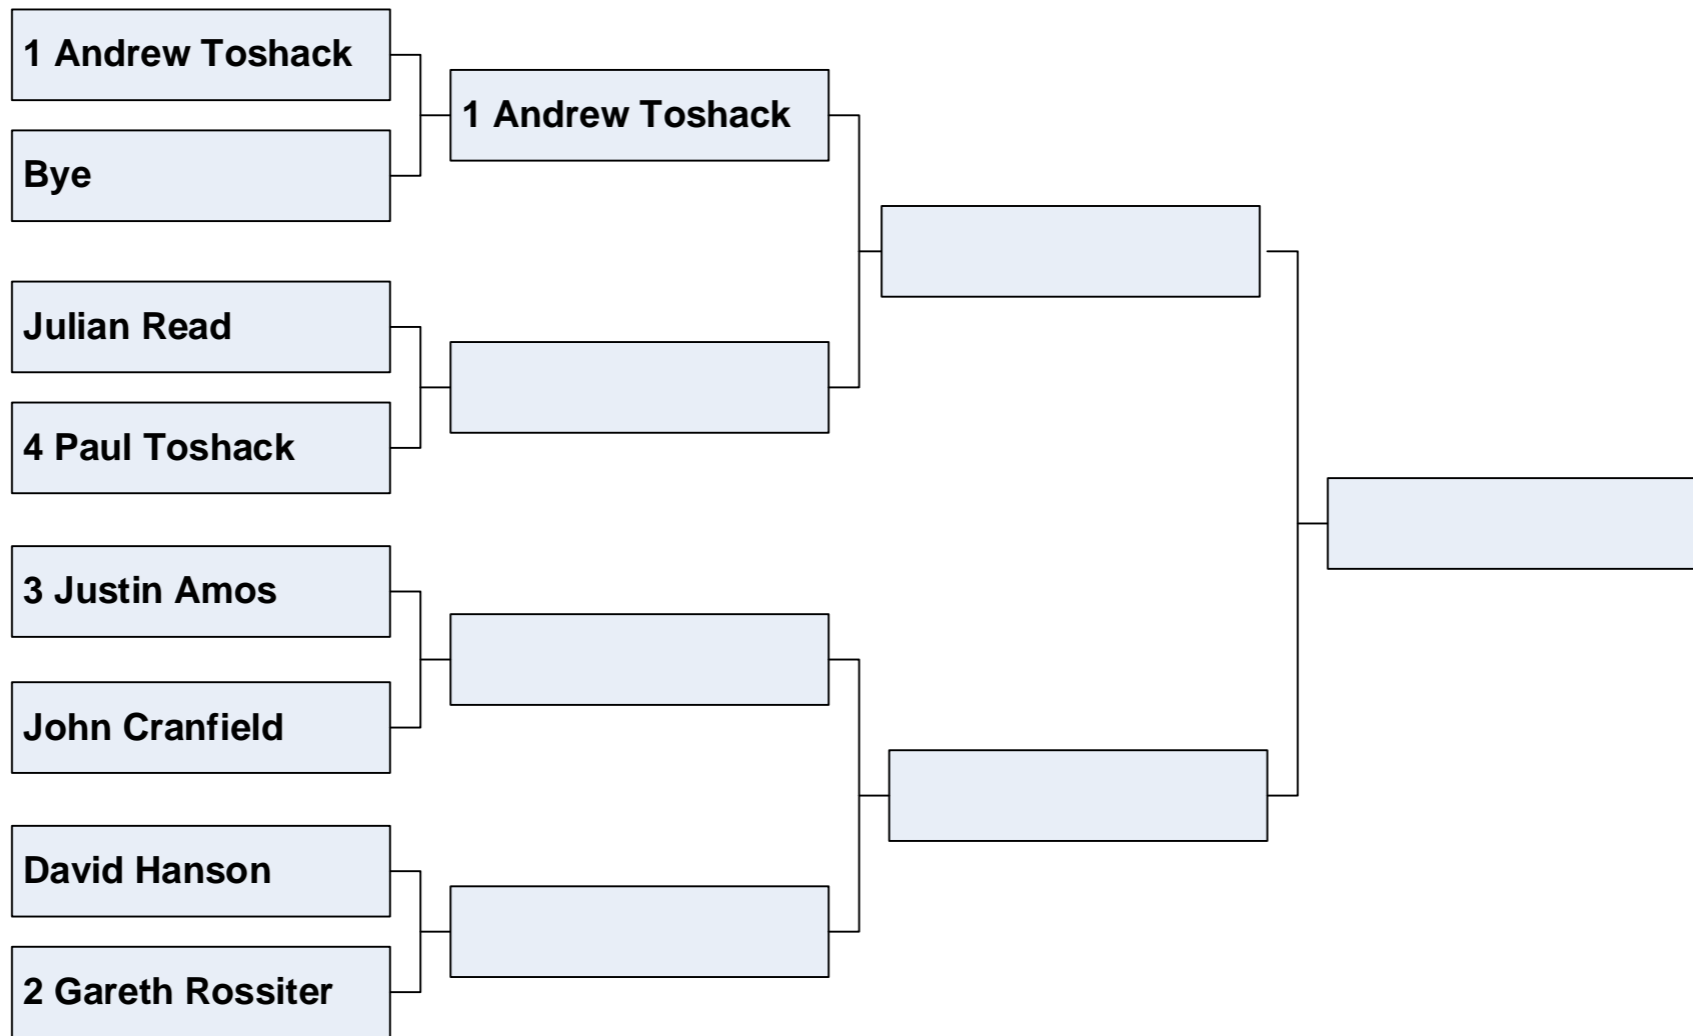 1 Andrew Toshack
Bye
1 Andrew Toshack
Julian Read
4 Paul Toshack
3 Justin Amos
John Cranfield
David Hanson
2 Gareth Rossiter